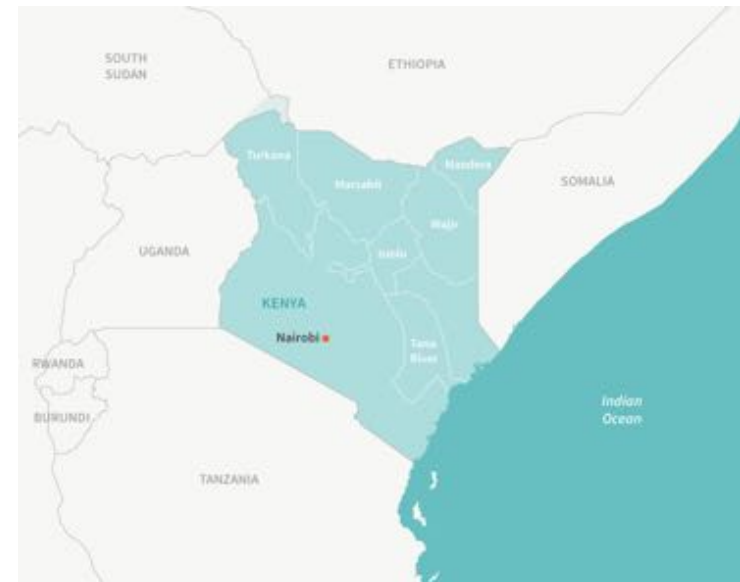 SOUTH
SUDAN
ETHIOPIA
Turkana
Mandera
Marsabit
SOMALIA
Wajir
UGANDA
Isiolo
KENYA
Nairobi
Tana
River
RWANDA
Indian
Ocean
BURUNDI
TANZANIA